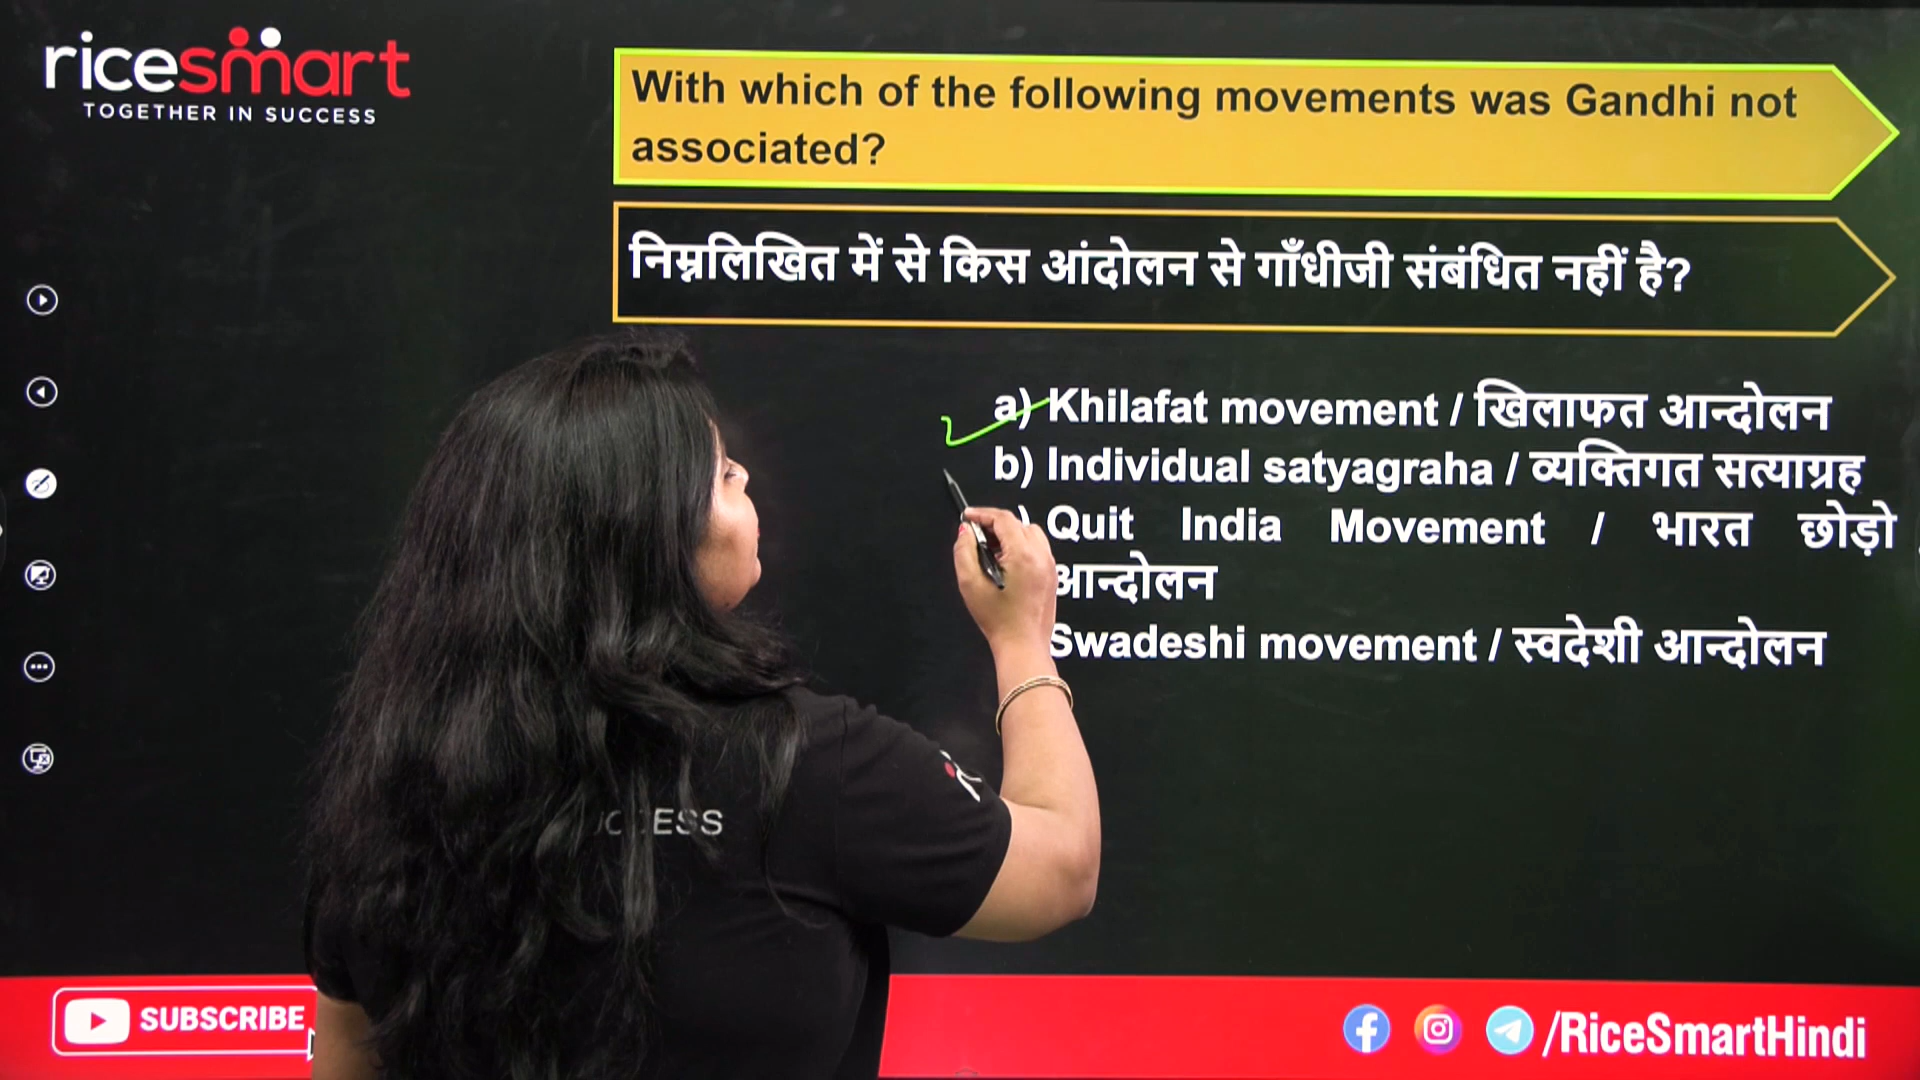 ricesmart
TOGETHER IN SUCCESS
With which of the following movements was Gandhi not
associated?
निम्नलिखित में से किस आंदोलन से गाँधीजी संबंधित नहीं है?
a) Khilafat movement / खिलाफत आन्दोलन
b) Individual satyagraha / व्यक्तिगत सत्याग्रह
) Quit India Movement / भारत छोड़ो
आन्दोलन
Swadeshi movement / स्वदेशी आन्दोलन
SUBSCRIBE
/RiceSmartHindi